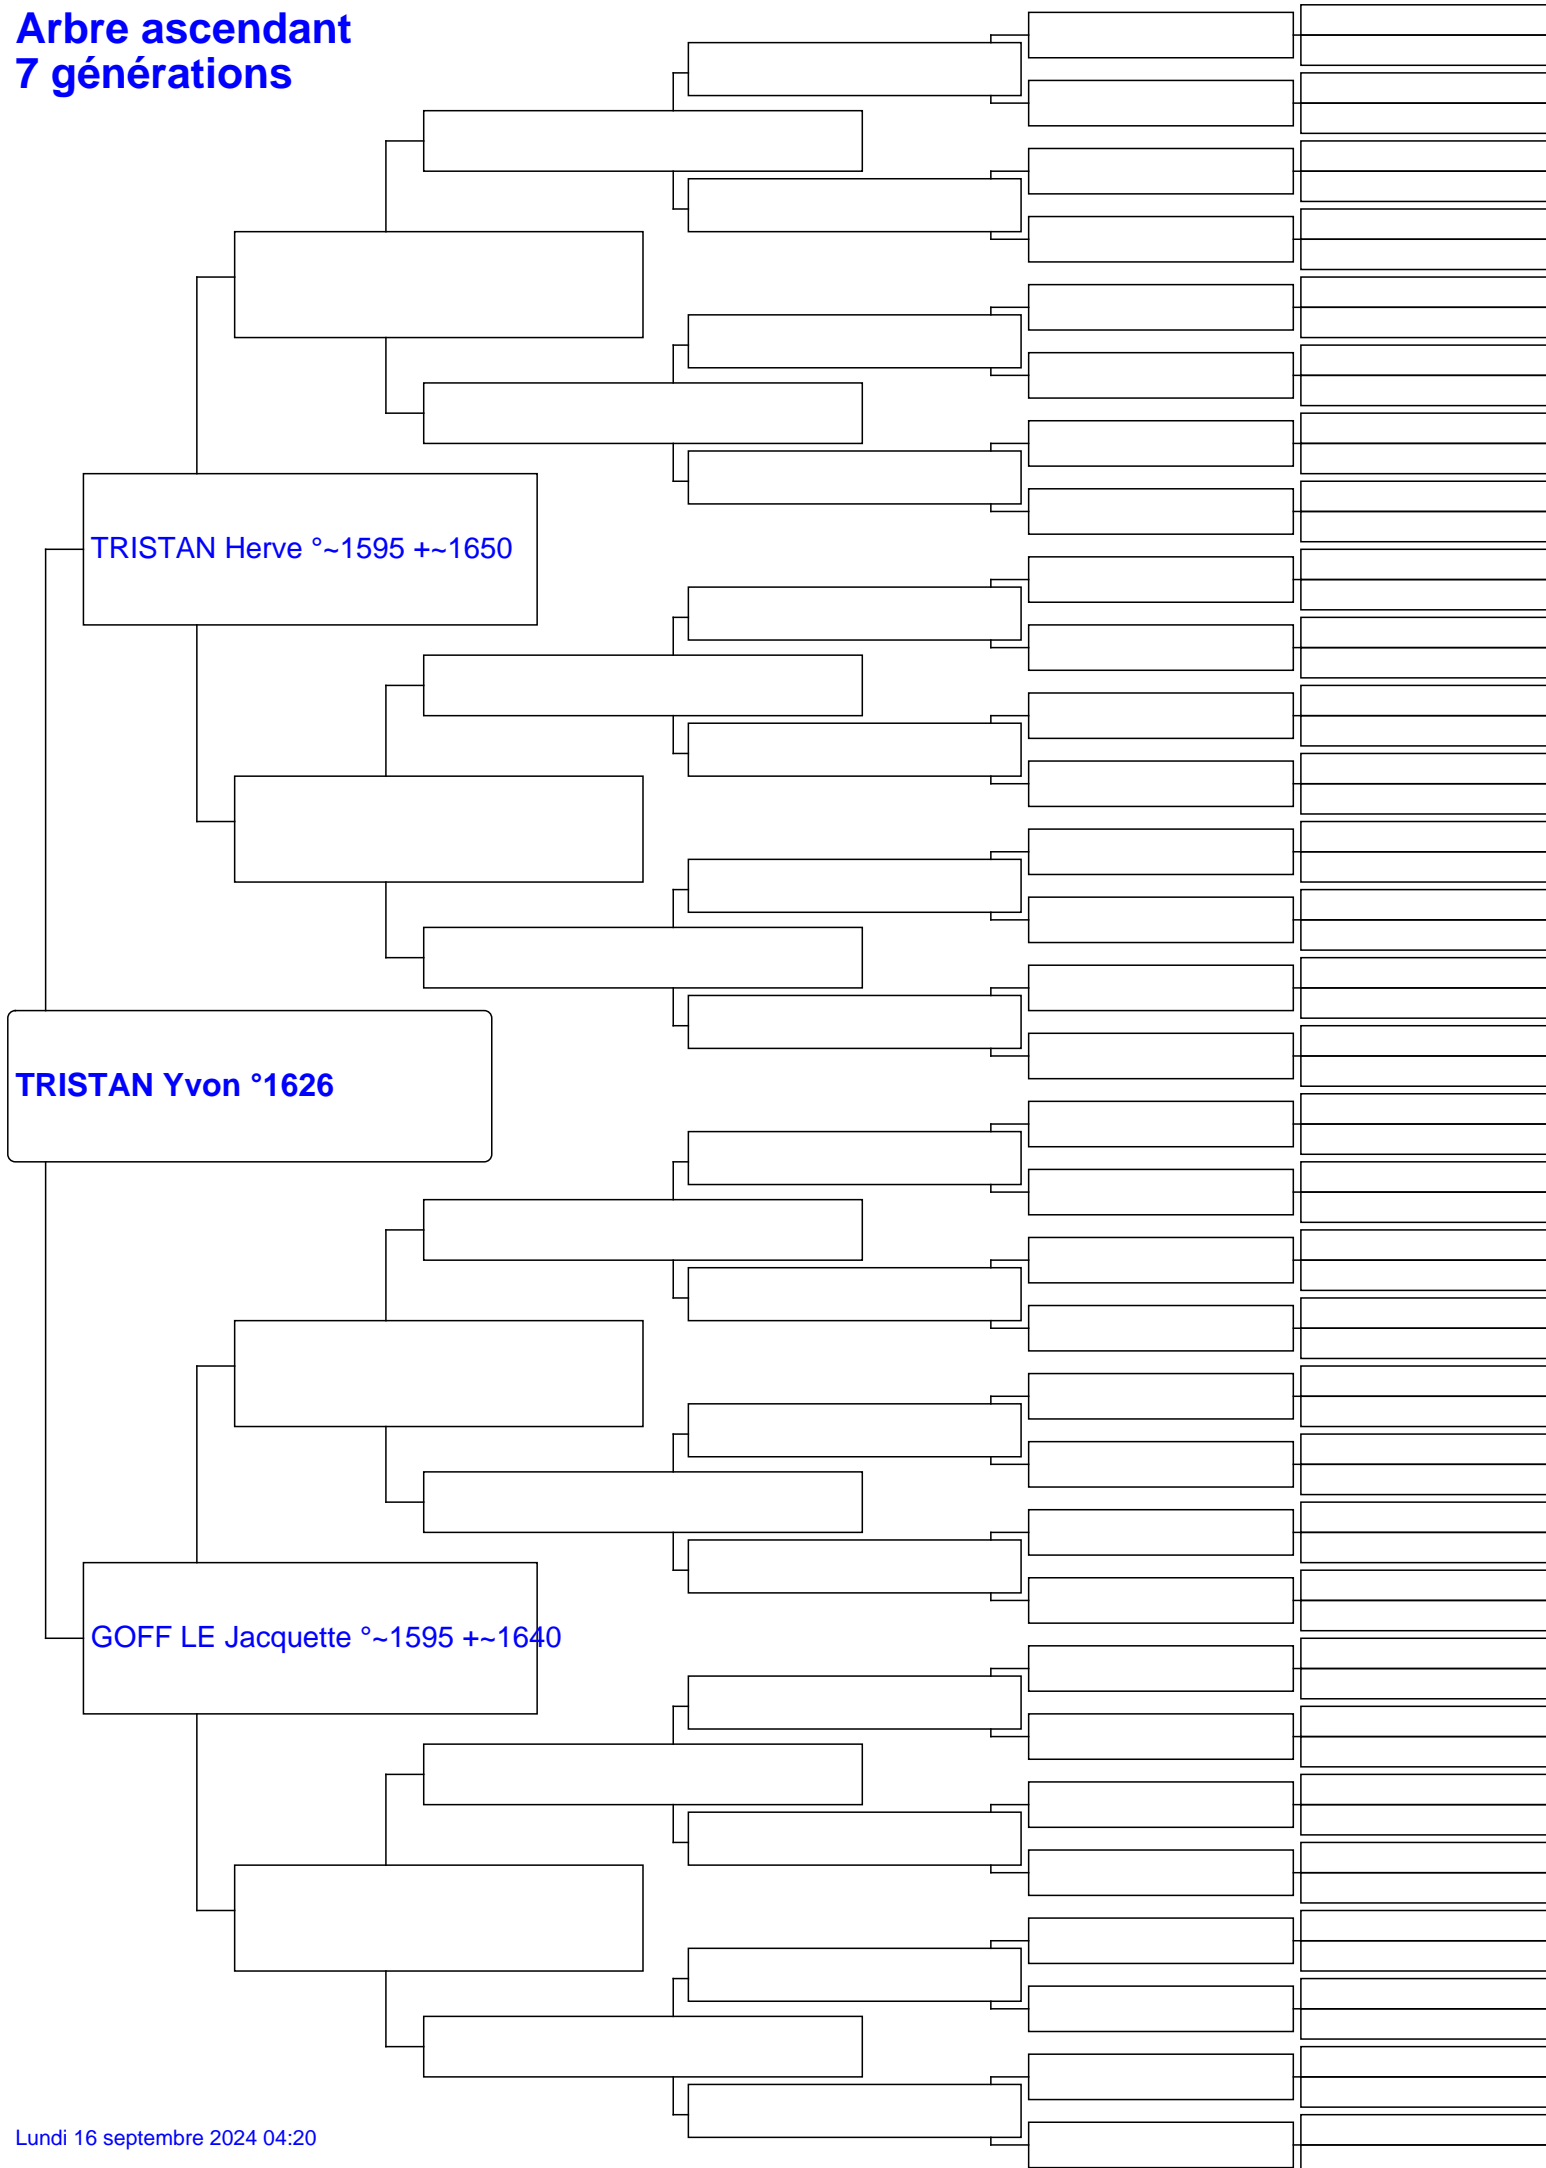 Arbre ascendant
7 générations
TRISTAN Herve °~1595 +~1650
TRISTAN Yvon °1626
GOFF LE Jacquette °~1595 +~1640
Lundi 16 septembre 2024 04:20